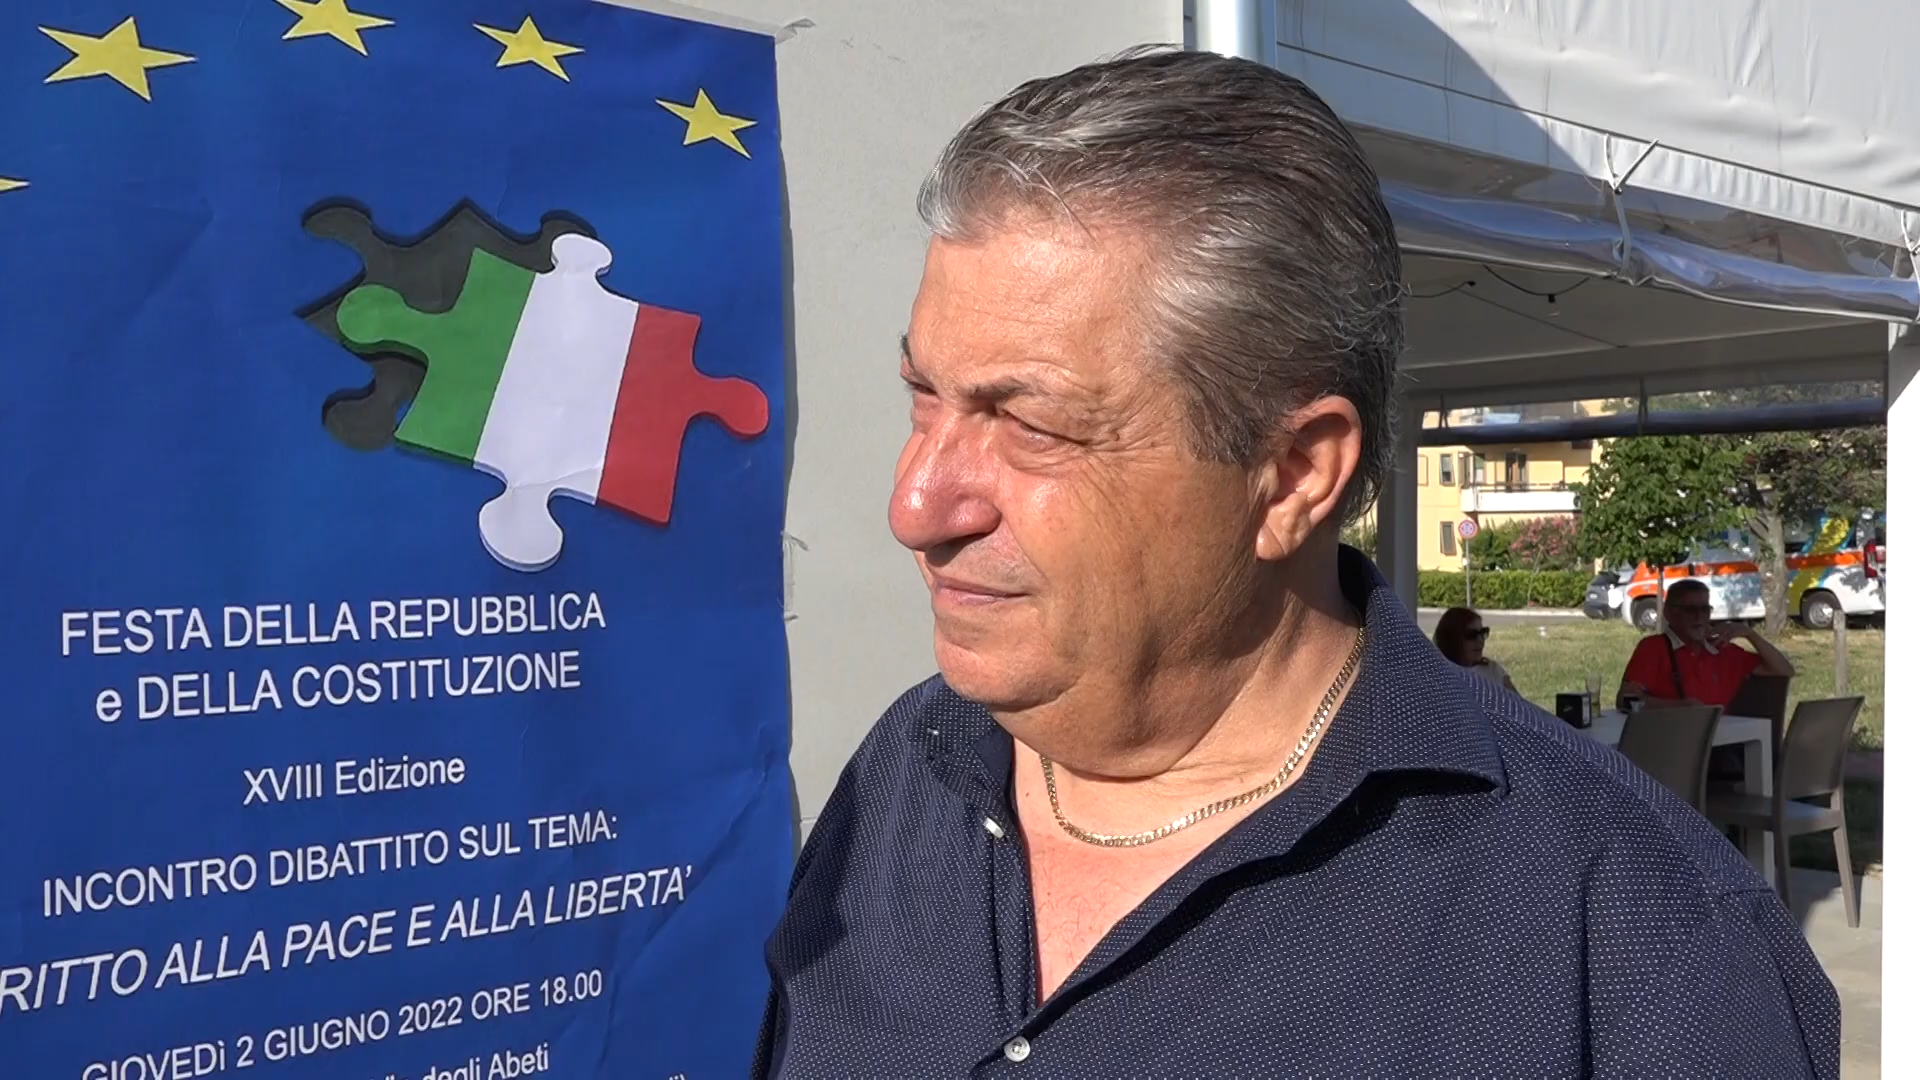 FESTA DELLA REPUBBLICA
e DELLA COSTITUZIONE
XVIII Edizione
INCONTRO DIBATTITO SUL TEMA:
RITTO ALLA PACE E ALLA LIBERTA'
GIOVEDì 2 GIUGNO 2022 ORE 18.00
degli Abeti